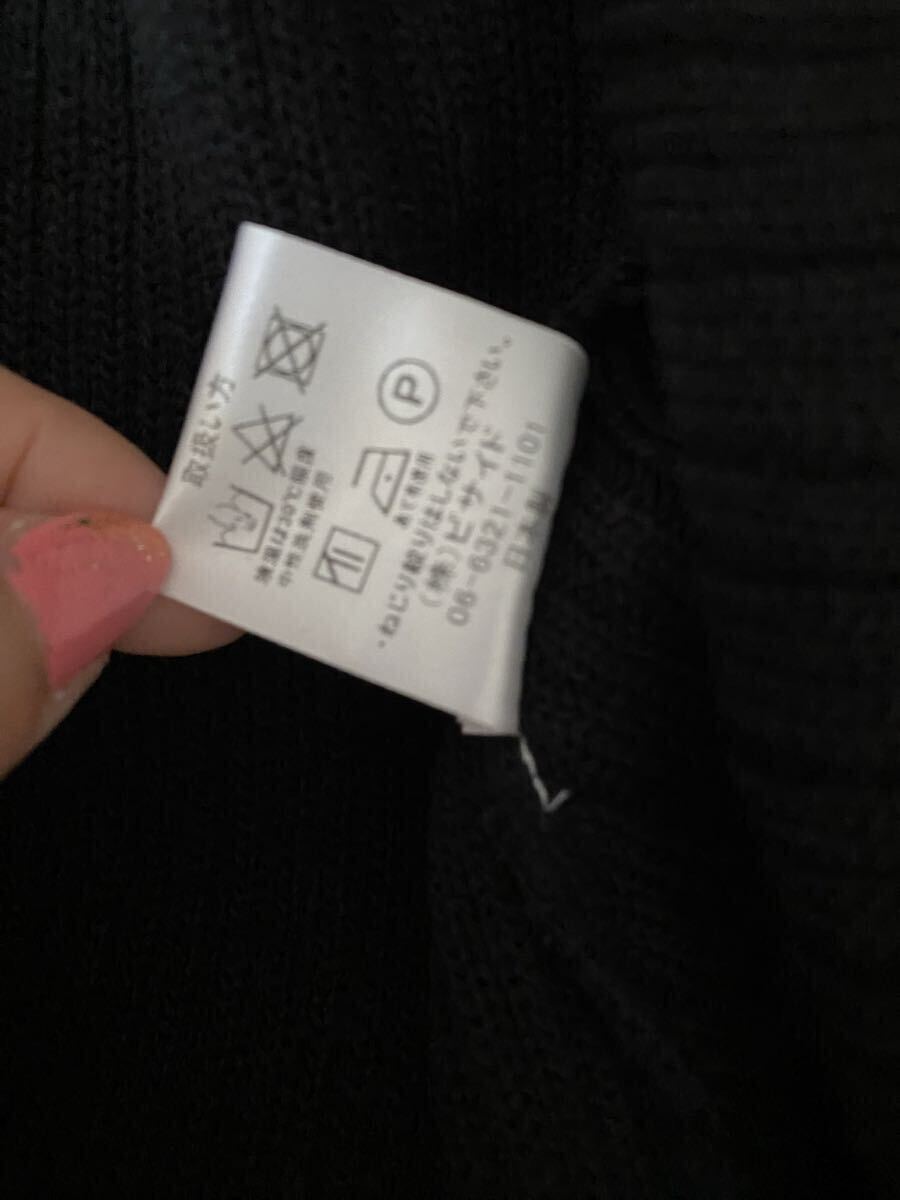 取扱い方
液温は30℃限度
中性洗剤使用
あて布使用
P
・ねじり絞りはしないで下さい。
(株)ビサイド
06-6321-1101
日本製